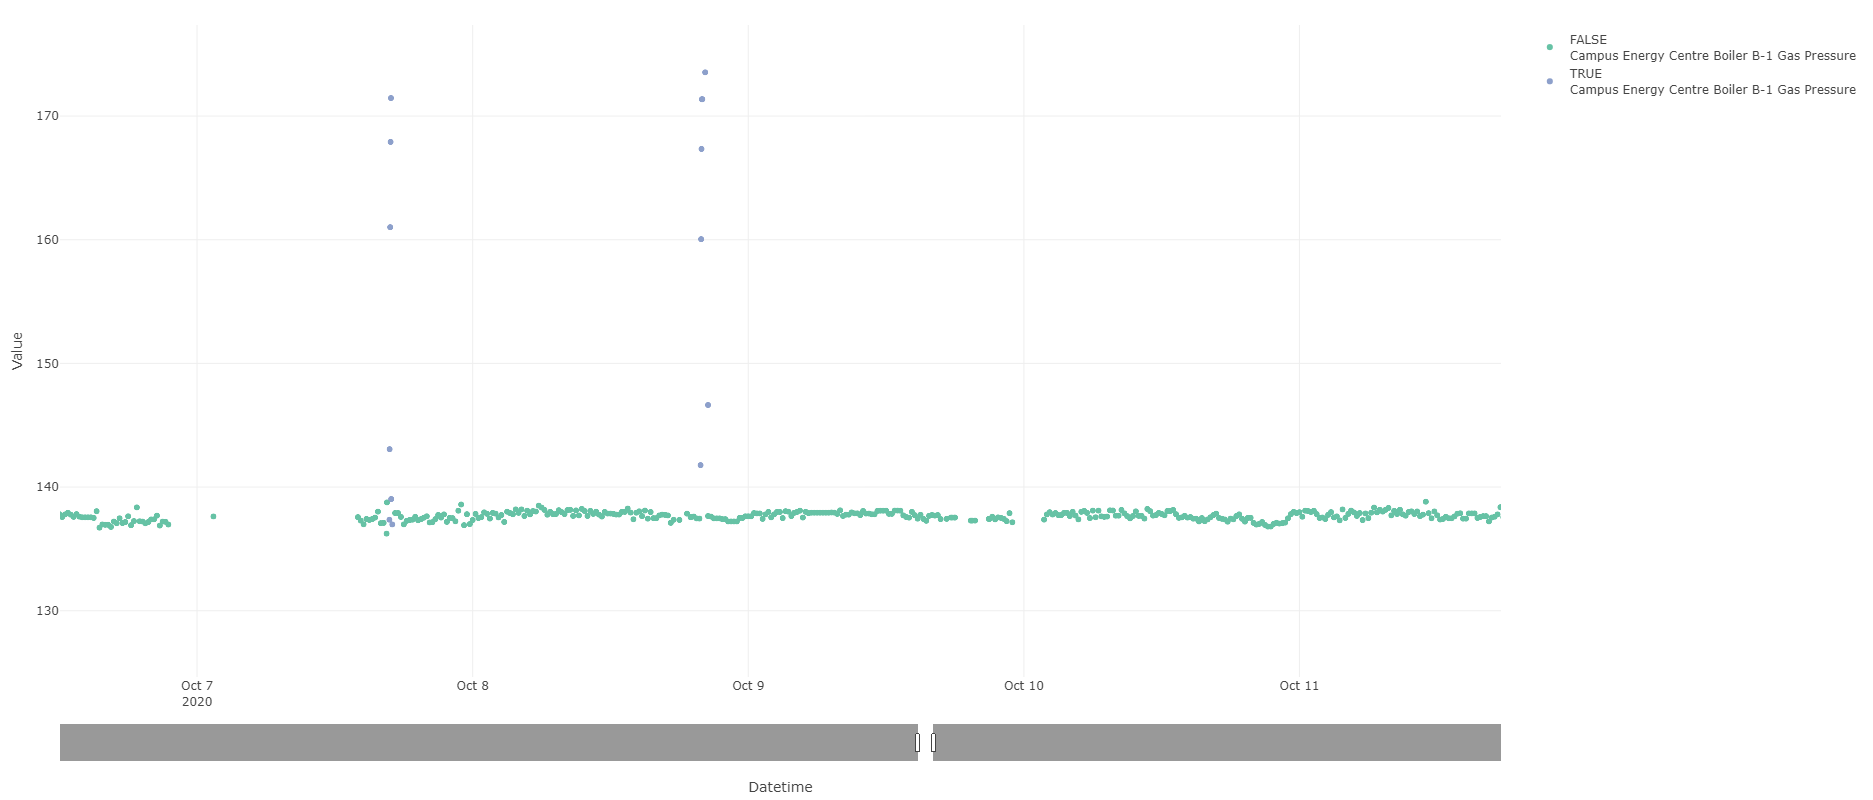 FALSE
Campus Energy Centre Boiler B-1 Gas Pressure
TRUE
Campus Energy Centre Boiler B-1 Gas Pressure
170
160
150
140
130
Value
Oct 7
2020
Oct 8
Oct 9
Oct 10
Oct 11
Datetime